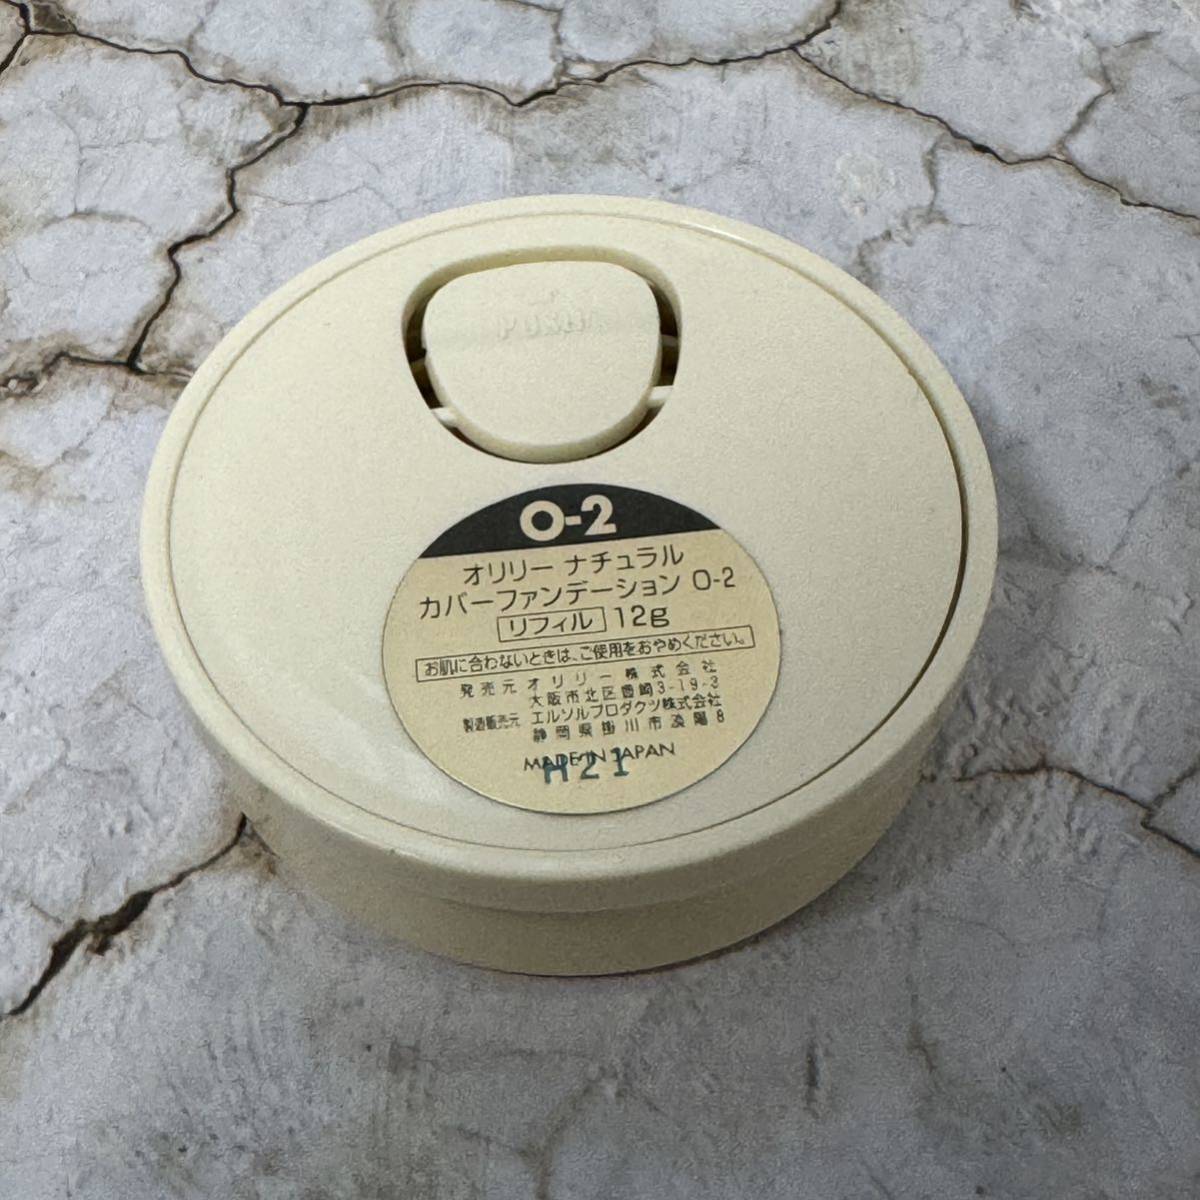 PUSH
O-2
オリリー ナチュラル
カバーファンデーション O-2
リフィル 12g
お肌に合わないときは、ご使用をおやめください。
発売元 オリリー株式会社
大阪市北区豊崎3-19-3
製造販売元 エルソルプロダクツ株式会社
静岡県掛川市淩陽8
MADE IN JAPAN
H21